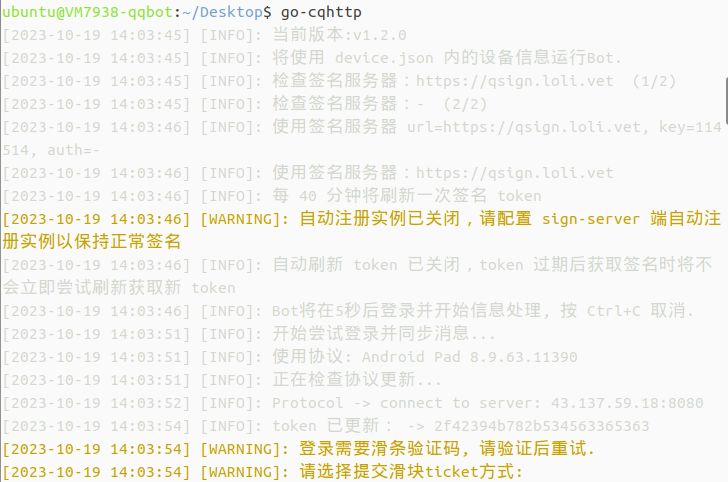 ubuntu@VM7938-qqbot:~/Desktop$ go-cqhttp
[2023-10-19 14:03:45] [INFO]: 当前版本:v1.2.0
[2023-10-19 14:03:45] [INFO]: 将使用 device.json 内的设备信息运行Bot.
[2023-10-19 14:03:45] [INFO]: 检查签名服务器：https://qsign.loli.vet （1/2）
[2023-10-19 14:03:45] [INFO]: 检查签名服务器：- （2/2）
[2023-10-19 14:03:46] [INFO]: 使用签名服务器 url=https://qsign.loli.vet, key=114
514, auth=-
[2023-10-19 14:03:46] [INFO]: 使用签名服务器：https://qsign.loli.vet
[2023-10-19 14:03:46] [INFO]: 每 40 分钟将刷新一次签名 token
[2023-10-19 14:03:46] [WARNING]: 自动注册实例已关闭，请配置 sign-server 端自动注
册实例以保持正常签名
[2023-10-19 14:03:46] [INFO]: 自动刷新 token 已关闭，token 过期后获取签名时将不
会立即尝试刷新获取新 token
[2023-10-19 14:03:46] [INFO]: Bot将在5秒后登录并开始信息处理, 按 Ctrl+C 取消.
[2023-10-19 14:03:51] [INFO]: 开始尝试登录并同步消息...
[2023-10-19 14:03:51] [INFO]: 使用协议: Android Pad 8.9.63.11390
[2023-10-19 14:03:51] [INFO]: 正在检查协议更新...
[2023-10-19 14:03:52] [INFO]: Protocol -> connect to server: 43.137.59.18:8080
[2023-10-19 14:03:54] [INFO]: token 已更新： -> 2f42394b782b534563365363
[2023-10-19 14:03:54] [WARNING]: 登录需要滑条验证码, 请验证后重试.
[2023-10-19 14:03:54] [WARNING]: 请选择提交滑块ticket方式: